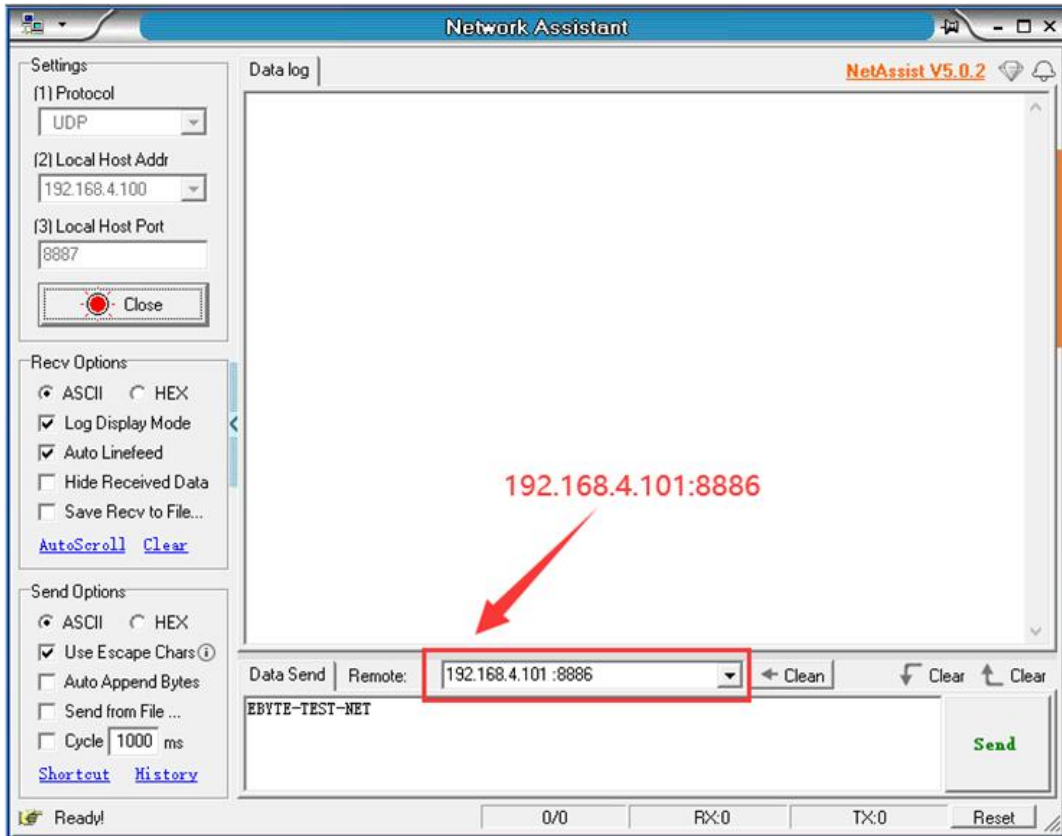 Network Assistant
Settings
(1) Protocol
UDP
(2) Local Host Addr
192.168.4.100
(3) Local Host Port
8887
Close
Recv Options
ASCII HEX
Log Display Mode
Auto Linefeed
Hide Received Data
Save Recv to File...
AutoScroll Clear
Send Options
ASCII HEX
Use Escape Chars
Auto Append Bytes
Send from File ...
Cycle 1000 ms
Shortcut History
Data log
NetAssist V5.0.2
192.168.4.101:8886
Data Send Remote: 192.168.4.101 :8886 Clean Clear Clear
EBYTE-TEST-NET
Send
Ready! 0/0 RX:0 TX:0 Reset